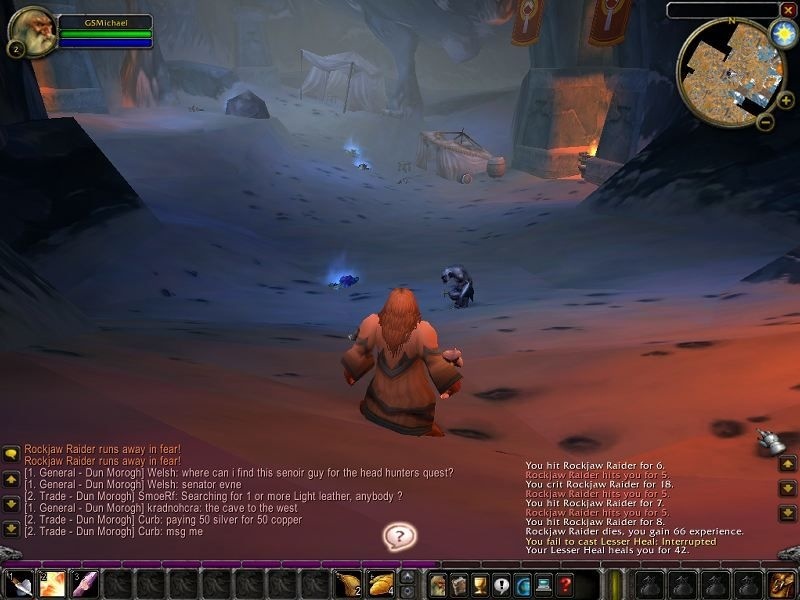 GSMichael
N
2
Rockjaw Raider runs away in fear!
Rockjaw Raider runs away in fear!
[1. General - Dun Morogh] Welsh: where can i find this senoir guy for the head hunters quest?
[1. General - Dun Morogh] Welsh: senator evne
[2. Trade - Dun Morogh] SmoeRf: Searching for 1 or more Light leather, anybody ?
[1. General - Dun Morogh] kradnohcra: the cave to the west
[2. Trade - Dun Morogh] Curb: paying 50 silver for 50 copper
[2. Trade - Dun Morogh] Curb: msg me
You hit Rockjaw Raider for 6.
Rockjaw Raider hits you for 5.
You crit Rockjaw Raider for 18.
Rockjaw Raider hits you for 5.
You hit Rockjaw Raider for 7.
Rockjaw Raider hits you for 5.
You hit Rockjaw Raider for 8.
Rockjaw Raider dies, you gain 66 experience.
You fail to cast Lesser Heal: Interrupted
Your Lesser Heal heals you for 42.
?
1 2 3 2 4 ! ?